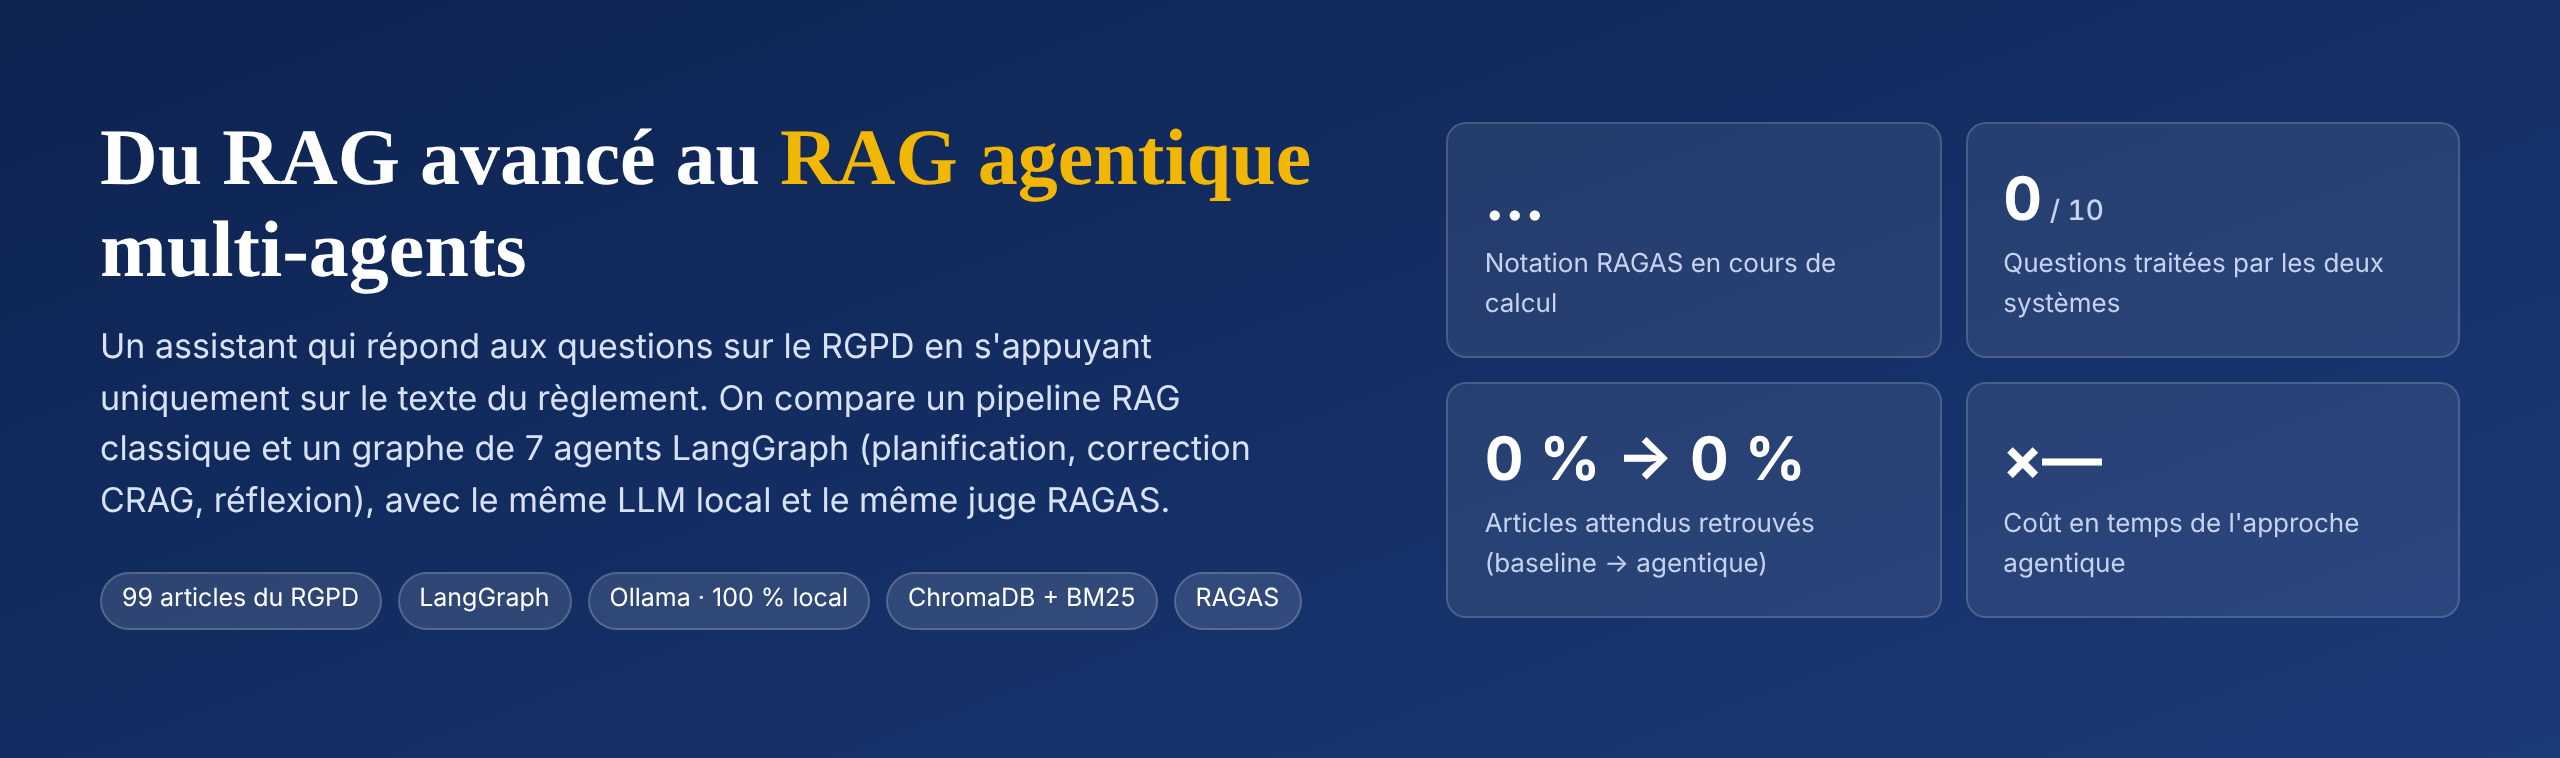 Du RAG avancé au RAG agentique
multi-agents
Un assistant qui répond aux questions sur le RGPD en s'appuyant
uniquement sur le texte du règlement. On compare un pipeline RAG
classique et un graphe de 7 agents LangGraph (planification, correction
CRAG, réflexion), avec le même LLM local et le même juge RAGAS.
99 articles du RGPD
LangGraph
Ollama · 100 % local
ChromaDB + BM25
RAGAS
...
Notation RAGAS en cours de
calcul
0 / 10
Questions traitées par les deux
systèmes
0 % → 0 %
Articles attendus retrouvés
(baseline → agentique)
×—
Coût en temps de l'approche
agentique